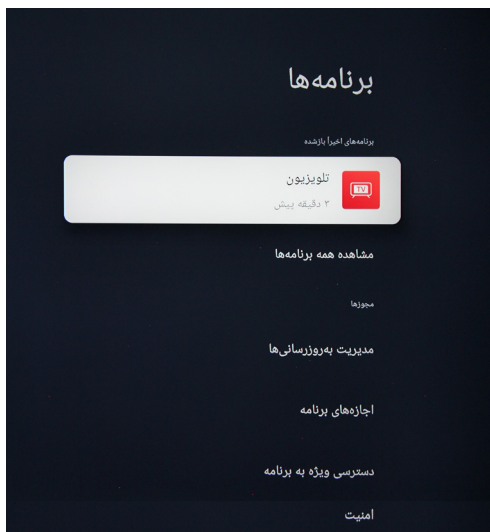 برنامه‌ها
برنامه‌های اخیراً بازشده
تلویزیون
TV
۲ دقیقه پیش
مشاهده همه برنامه‌ها
مجوزها
مدیریت به‌روزرسانی‌ها
اجازه‌های برنامه
دسترسی ویژه به برنامه
امنیت